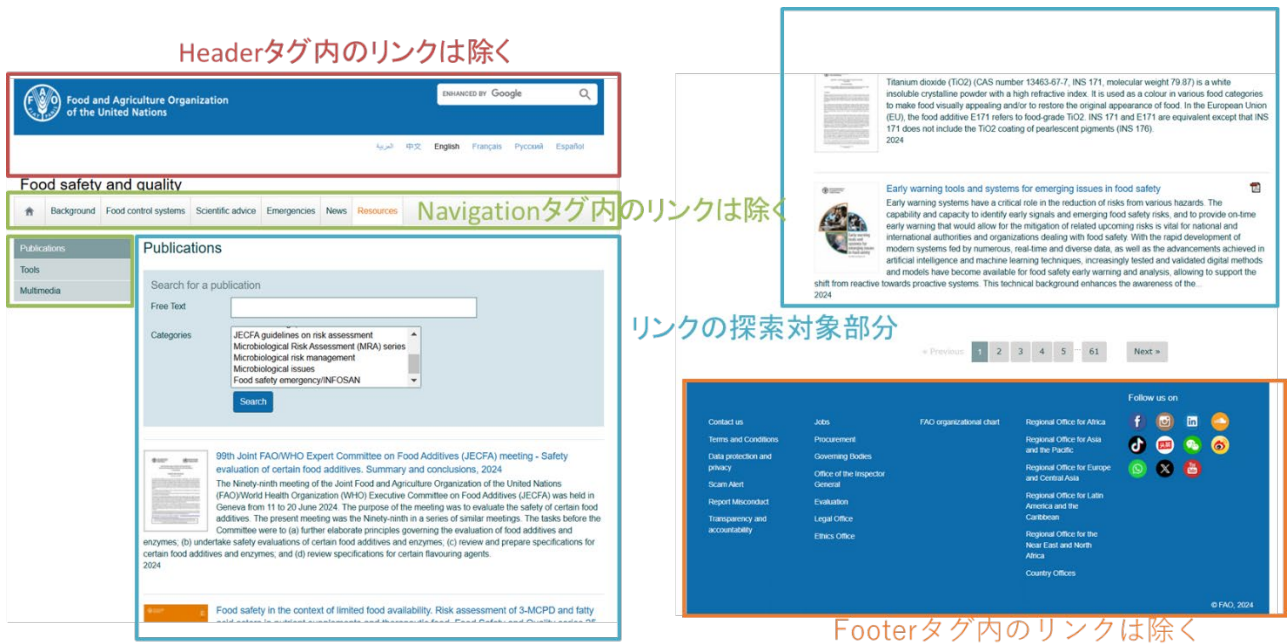 Headerタグ内のリンクは除く
Food and Agriculture Organization
of the United Nations
ENHANCED BY Google
العربية 中文 English Français Русский Español
Food safety and quality
Background Food control systems Scientific advice Emergencies News Resources
Navigationタグ内のリンクは除く
Publications
Tools
Multimedia
Publications
Search for a publication
Free Text
Categories
JECFA guidelines on risk assessment
Microbiological Risk Assessment (MRA) series
Microbiological risk management
Microbiological issues
Food safety emergency/INFOSAN
Search
99th Joint FAO/WHO Expert Committee on Food Additives (JECFA) meeting - Safety
evaluation of certain food additives. Summary and conclusions, 2024
The Ninety-ninth meeting of the Joint Food and Agriculture Organization of the United Nations
(FAO)/World Health Organization (WHO) Executive Committee on Food Additives (JECFA) was held in
Geneva from 11 to 20 June 2024. The purpose of the meeting was to evaluate the safety of certain food
additives. The present meeting was the Ninety-ninth in a series of similar meetings. The tasks before the
Committee were to (a) further elaborate principles governing the evaluation of food additives and
enzymes; (b) undertake safety evaluations of certain food additives and enzymes; (c) review and prepare specifications for
certain food additives and enzymes; and (d) review specifications for certain flavouring agents.
2024
Food safety in the context of limited food availability. Risk assessment of 3-MCPD and fatty
リンクの探索対象部分
Titanium dioxide (TiO2) (CAS number 13463-67-7, INS 171, molecular weight 79.87) is a white
insoluble crystalline powder with a high refractive index. It is used as a colour in various food categories
to make food visually appealing and/or to restore the original appearance of food. In the European Union
(EU), the food additive E171 refers to food-grade TiO2. INS 171 and E171 are equivalent except that INS
171 does not include the TiO2 coating of pearlescent pigments (INS 176).
2024
Early warning tools and systems for emerging issues in food safety
Early warning systems have a critical role in the reduction of risks from various hazards. The
capability and capacity to identify early signals and emerging food safety risks, and to provide on-time
early warning that would allow for the mitigation of related upcoming risks is vital for national and
international authorities and organizations dealing with food safety. With the rapid development of
modern systems fed by numerous, real-time and diverse data, as well as the advancements achieved in
artificial intelligence and machine learning techniques, increasingly tested and validated digital methods
and models have become available for food safety early warning and analysis, allowing to support the
shift from reactive towards proactive systems. This technical background enhances the awareness of the...
2024
« Previous 1 2 3 4 5 ... 61 Next »
Follow us on
Contact us
Terms and Conditions
Data protection and
privacy
Scam Alert
Report Misconduct
Transparency and
accountability
Jobs
Procurement
Governing Bodies
Office of the Inspector
General
Evaluation
Legal Office
Ethics Office
FAO organizational chart
Regional Office for Africa
Regional Office for Asia
and the Pacific
Regional Office for Europe
and Central Asia
Regional Office for Latin
America and the
Caribbean
Regional Office for the
Near East and North
Africa
Country Offices
© FAO, 2024
Footerタグ内のリンクは除く